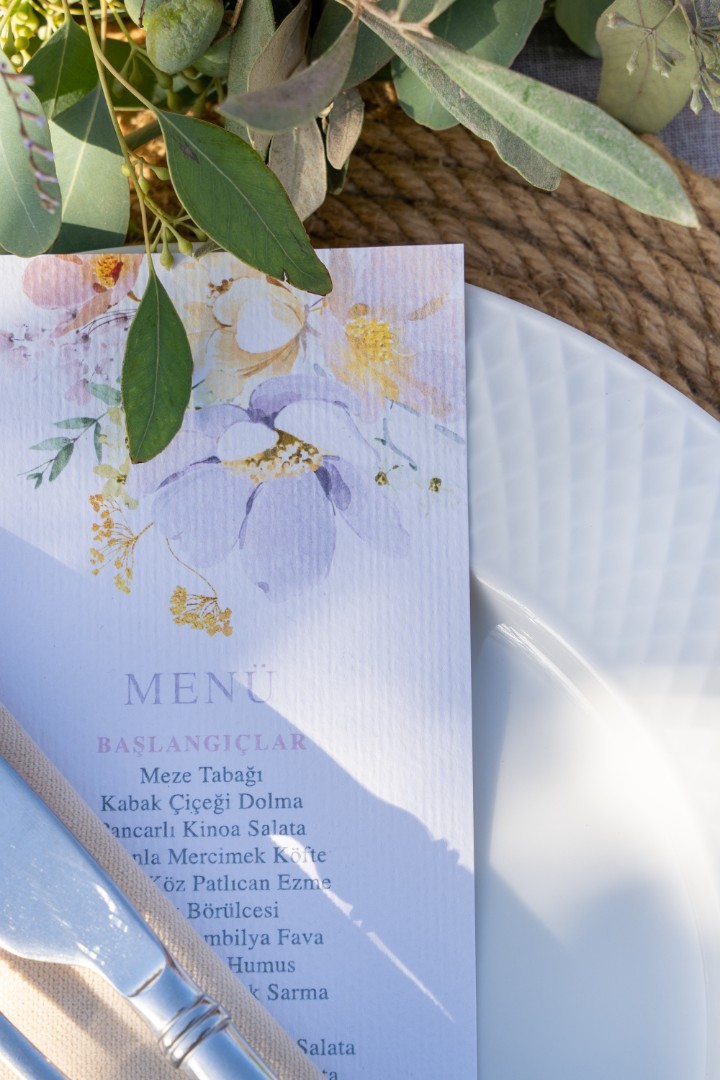 MENÜ
BAŞLANGIÇLAR
Meze Tabağı
Kabak Çiçeği Dolma
Pancarlı Kinoa Salata
Mercimek Köfte
Köz Patlıcan Ezme
Börülcesi
Fava
Humus
Sarma
Salata